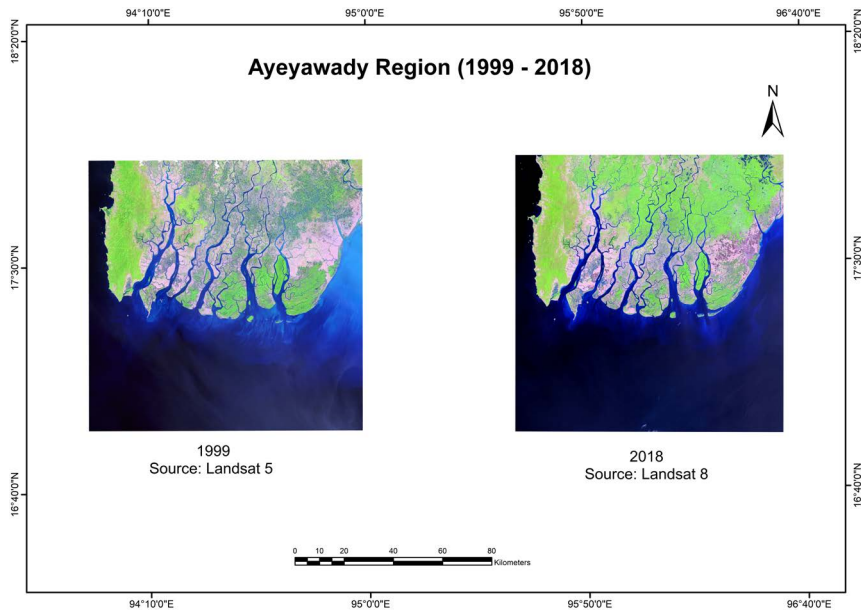 94°10'0"E 95°0'0"E 95°50'0"E 96°40'0"E
18°20'0"N 18°20'0"N
Ayeyawady Region (1999 - 2018)
N
17°30'0"N 17°30'0"N
1999
Source: Landsat 5
2018
Source: Landsat 8
16°40'0"N 16°40'0"N
0 10 20 40 60 80
Kilometers
94°10'0"E 95°0'0"E 95°50'0"E 96°40'0"E